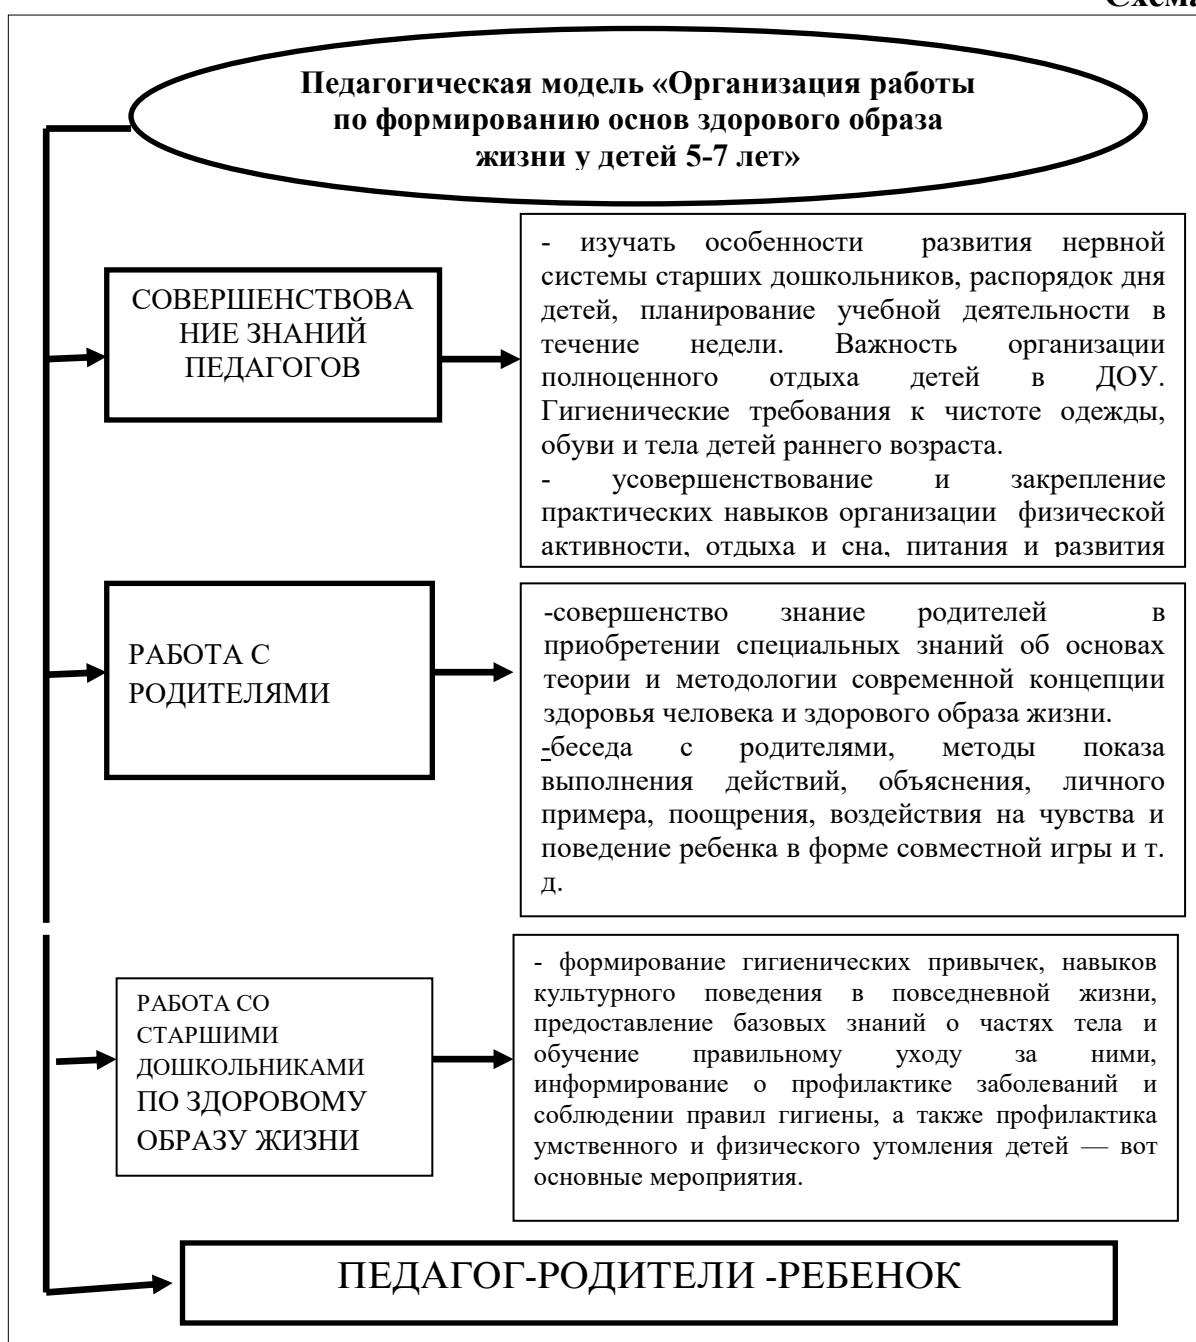 Схема
Педагогическая модель «Организация работы
по формированию основ здорового образа
жизни у детей 5-7 лет»
СОВЕРШЕНСТВОВА
НИЕ ЗНАНИЙ
ПЕДАГОГОВ
- изучать особенности развития нервной
системы старших дошкольников, распорядок дня
детей, планирование учебной деятельности в
течение недели. Важность организации
полноценного отдыха детей в ДОУ.
Гигиенические требования к чистоте одежды,
обуви и тела детей раннего возраста.
- усовершенствование и закрепление
практических навыков организации физической
активности, отдыха и сна, питания и развития
РАБОТА С
РОДИТЕЛЯМИ
-совершенство знание родителей в
приобретении специальных знаний об основах
теории и методологии современной концепции
здоровья человека и здорового образа жизни.
-беседа с родителями, методы показа
выполнения действий, объяснения, личного
примера, поощрения, воздействия на чувства и
поведение ребенка в форме совместной игры и т.
д.
РАБОТА СО
СТАРШИМИ
ДОШКОЛЬНИКАМИ
ПО ЗДОРОВОМУ
ОБРАЗУ ЖИЗНИ
- формирование гигиенических привычек, навыков
культурного поведения в повседневной жизни,
предоставление базовых знаний о частях тела и
обучение правильному уходу за ними,
информирование о профилактике заболеваний и
соблюдении правил гигиены, а также профилактика
умственного и физического утомления детей — вот
основные мероприятия.
ПЕДАГОГ-РОДИТЕЛИ -РЕБЕНОК